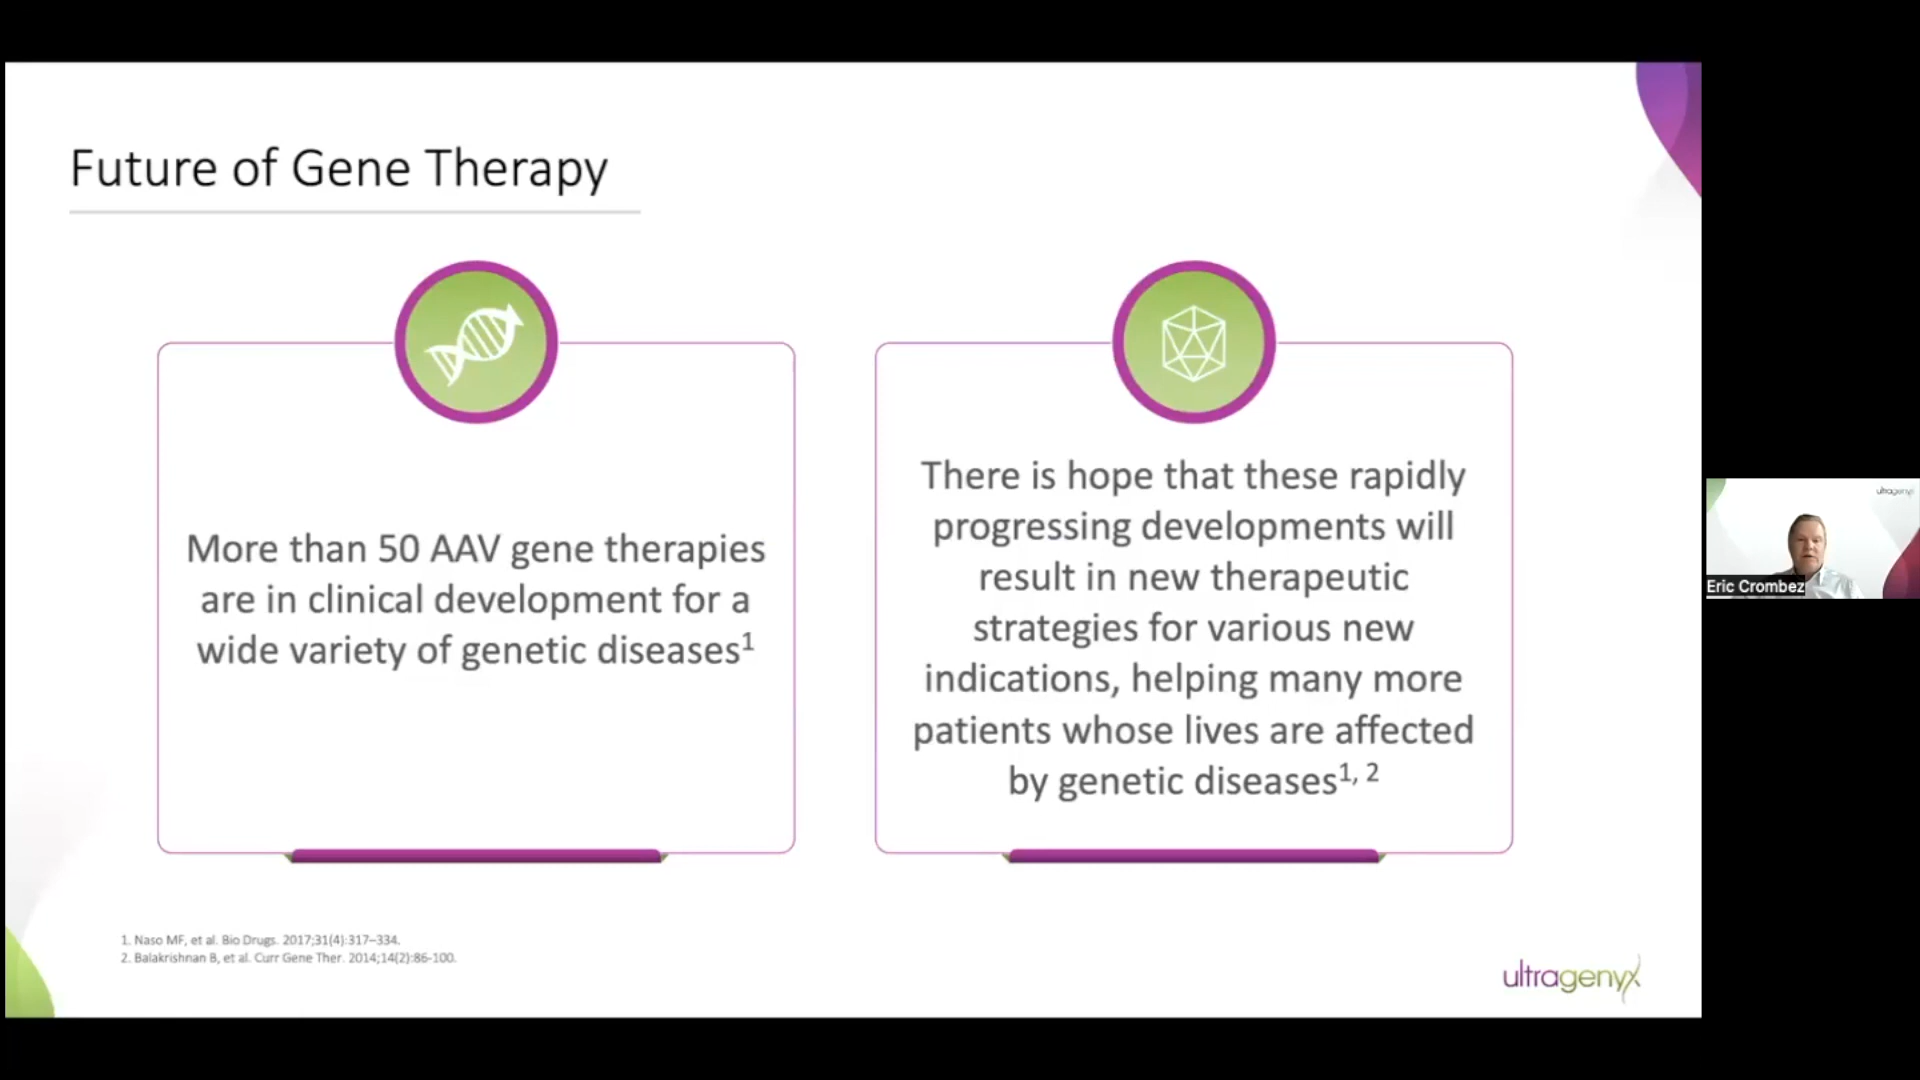 Future of Gene Therapy
More than 50 AAV gene therapies
are in clinical development for a
wide variety of genetic diseases¹
There is hope that these rapidly
progressing developments will
result in new therapeutic
strategies for various new
indications, helping many more
patients whose lives are affected
by genetic diseases¹, ²
1. Naso MF, et al. Bio Drugs. 2017;31(4):317–334.
2. Balakrishnan B, et al. Curr Gene Ther. 2014;14(2):86-100.
ultragenyx
ultragenyx
Eric Crombez